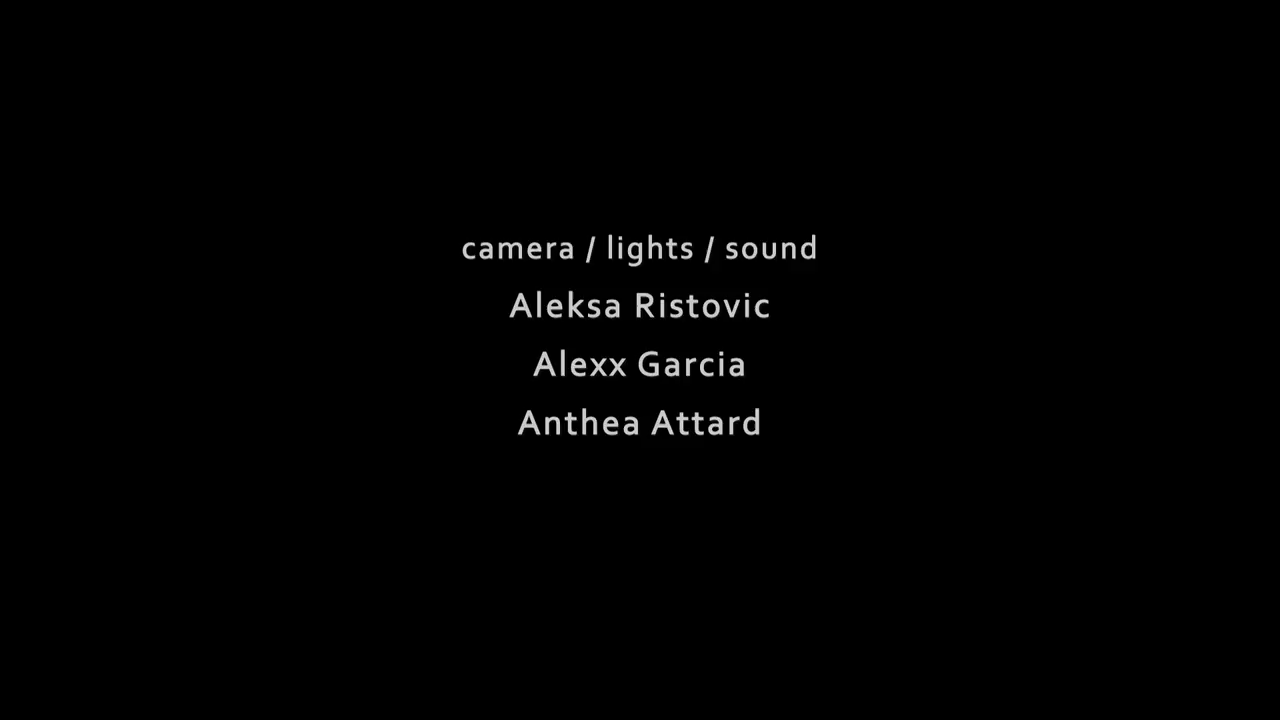 camera / lights / sound
Aleksa Ristovic
Alexx Garcia
Anthea Attard